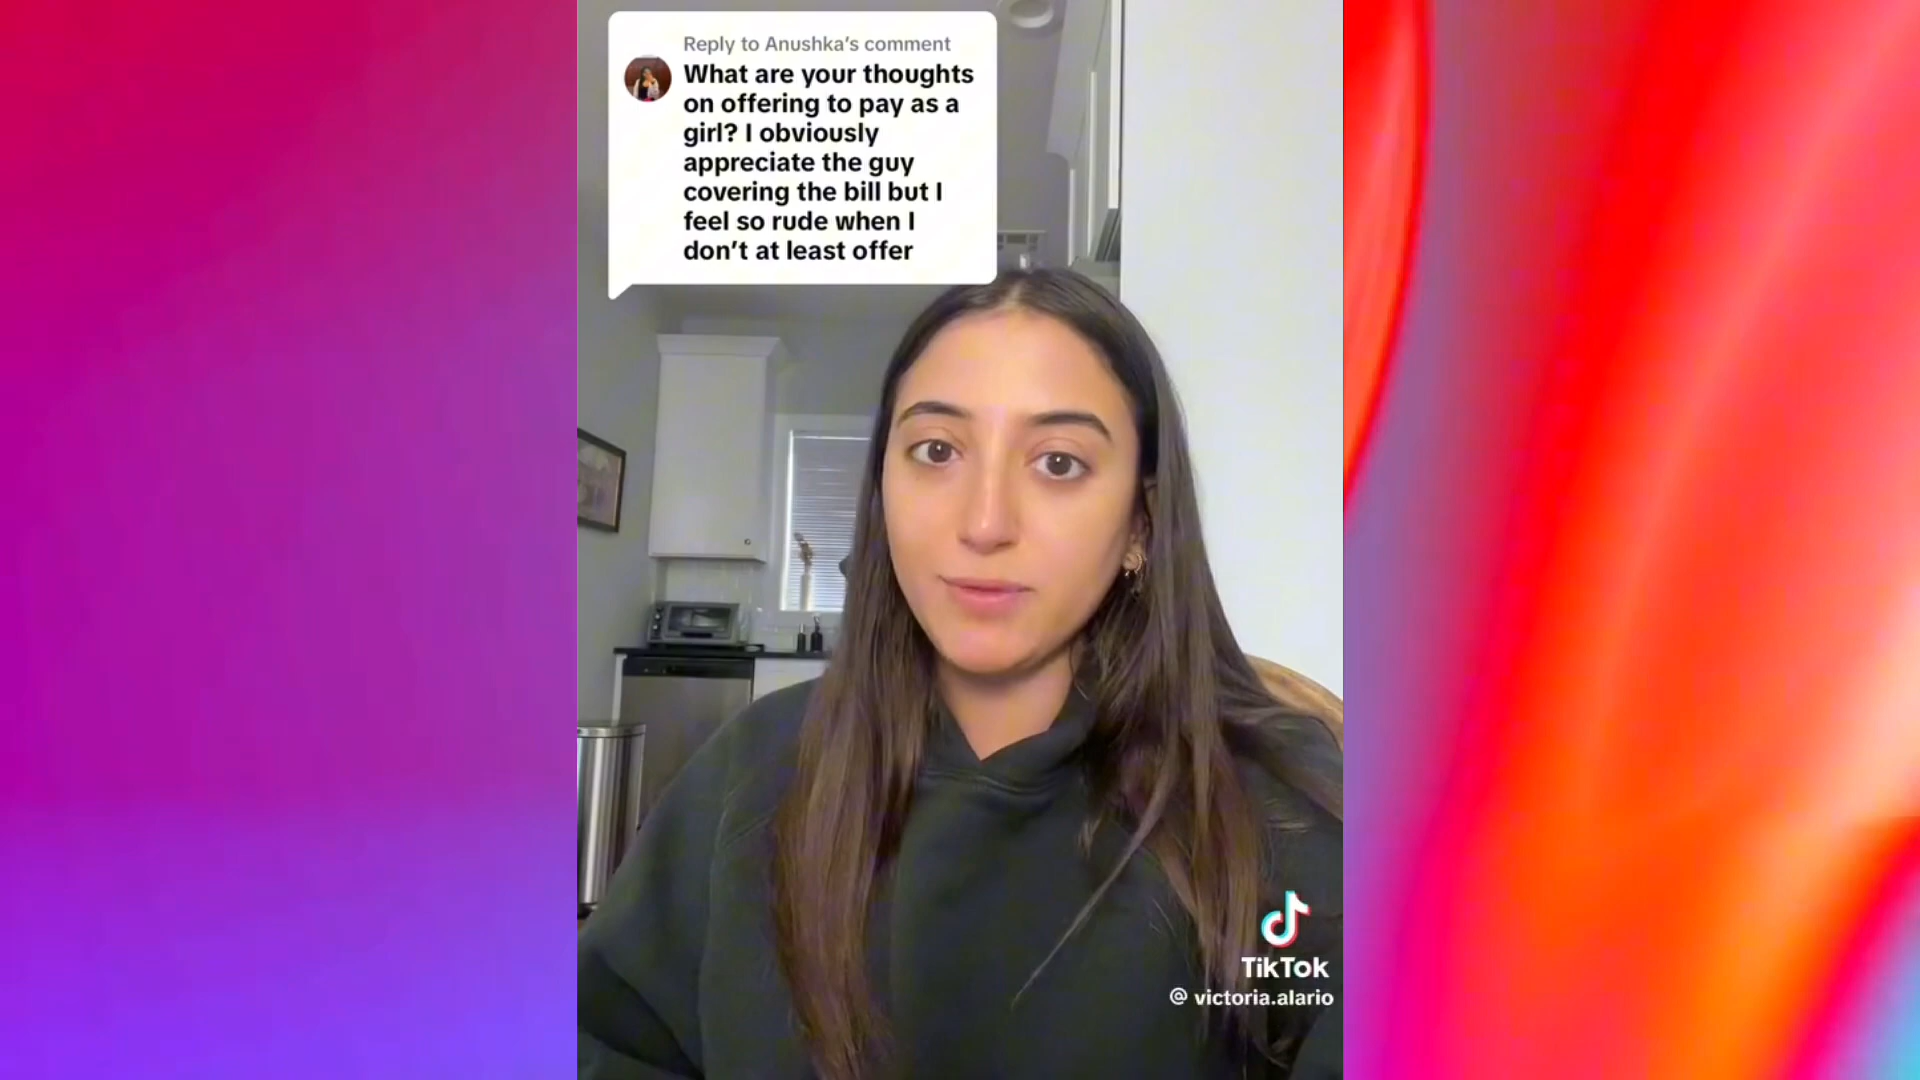 Reply to Anushka's comment
What are your thoughts
on offering to pay as a
girl? I obviously
appreciate the guy
covering the bill but I
feel so rude when I
don't at least offer
TikTok
@ victoria.alario